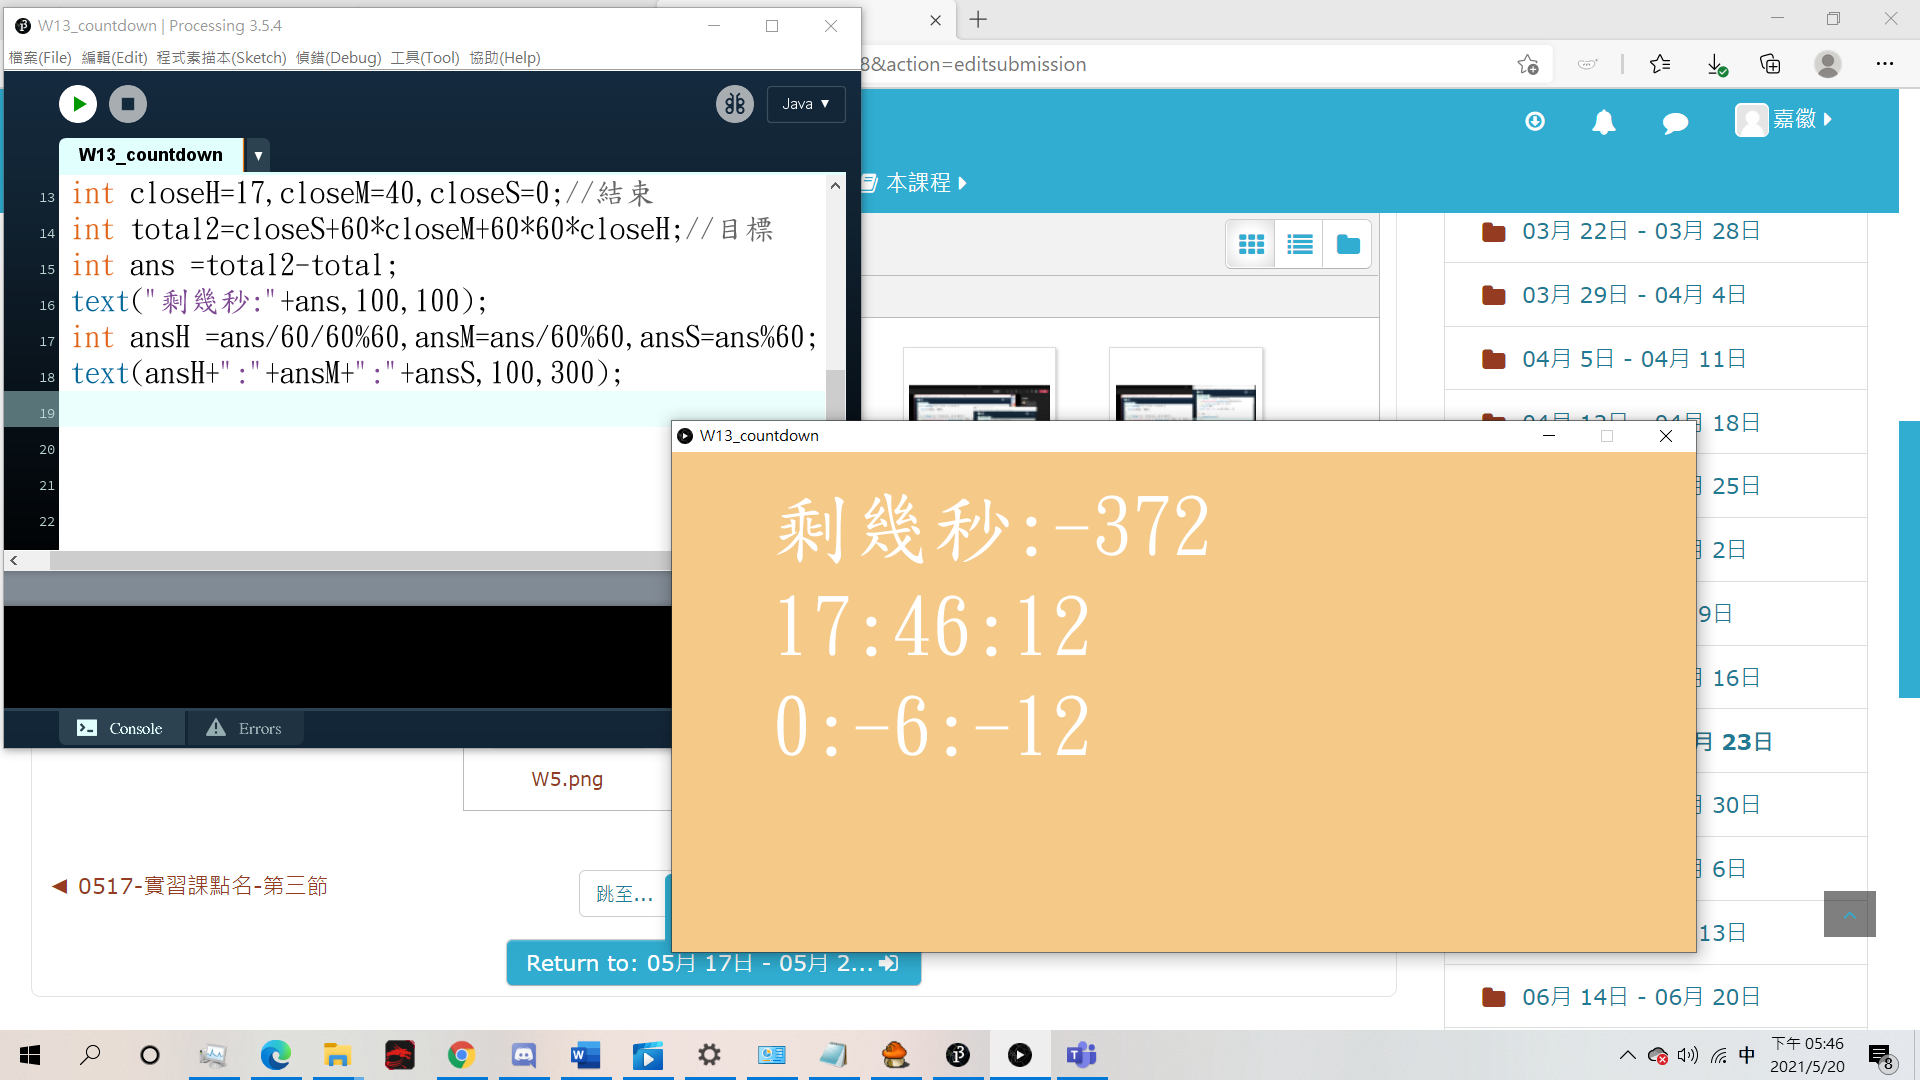 W13_countdown | Processing 3.5.4
檔案(File) 編輯(Edit) 程式素描本(Sketch) 偵錯(Debug) 工具(Tool) 協助(Help)
Java ▼
W13_countdown ▼
13 int closeH=17,closeM=40,closeS=0;//結束
14 int total2=closeS+60*closeM+60*60*closeH;//目標
15 int ans =total2-total;
16 text("剩幾秒:"+ans,100,100);
17 int ansH =ans/60/60%60,ansM=ans/60%60,ansS=ans%60;
18 text(ansH+":"+ansM+":"+ansS,100,300);
19
20
21
22
Console
Errors
8&action=editsubmission
嘉徽
本課程
03月 22日 - 03月 28日
03月 29日 - 04月 4日
04月 5日 - 04月 11日
04月 12日 - 04月 18日
月 25日
月 2日
9日
月 16日
月 23日
月 30日
月 6日
13日
06月 14日 - 06月 20日
W13_countdown
剩幾秒:-372
17:46:12
0:-6:-12
W5.png
◀ 0517-實習課點名-第三節
跳至...
Return to: 05月 17日 - 05月 2...
中
下午 05:46
2021/5/20
8